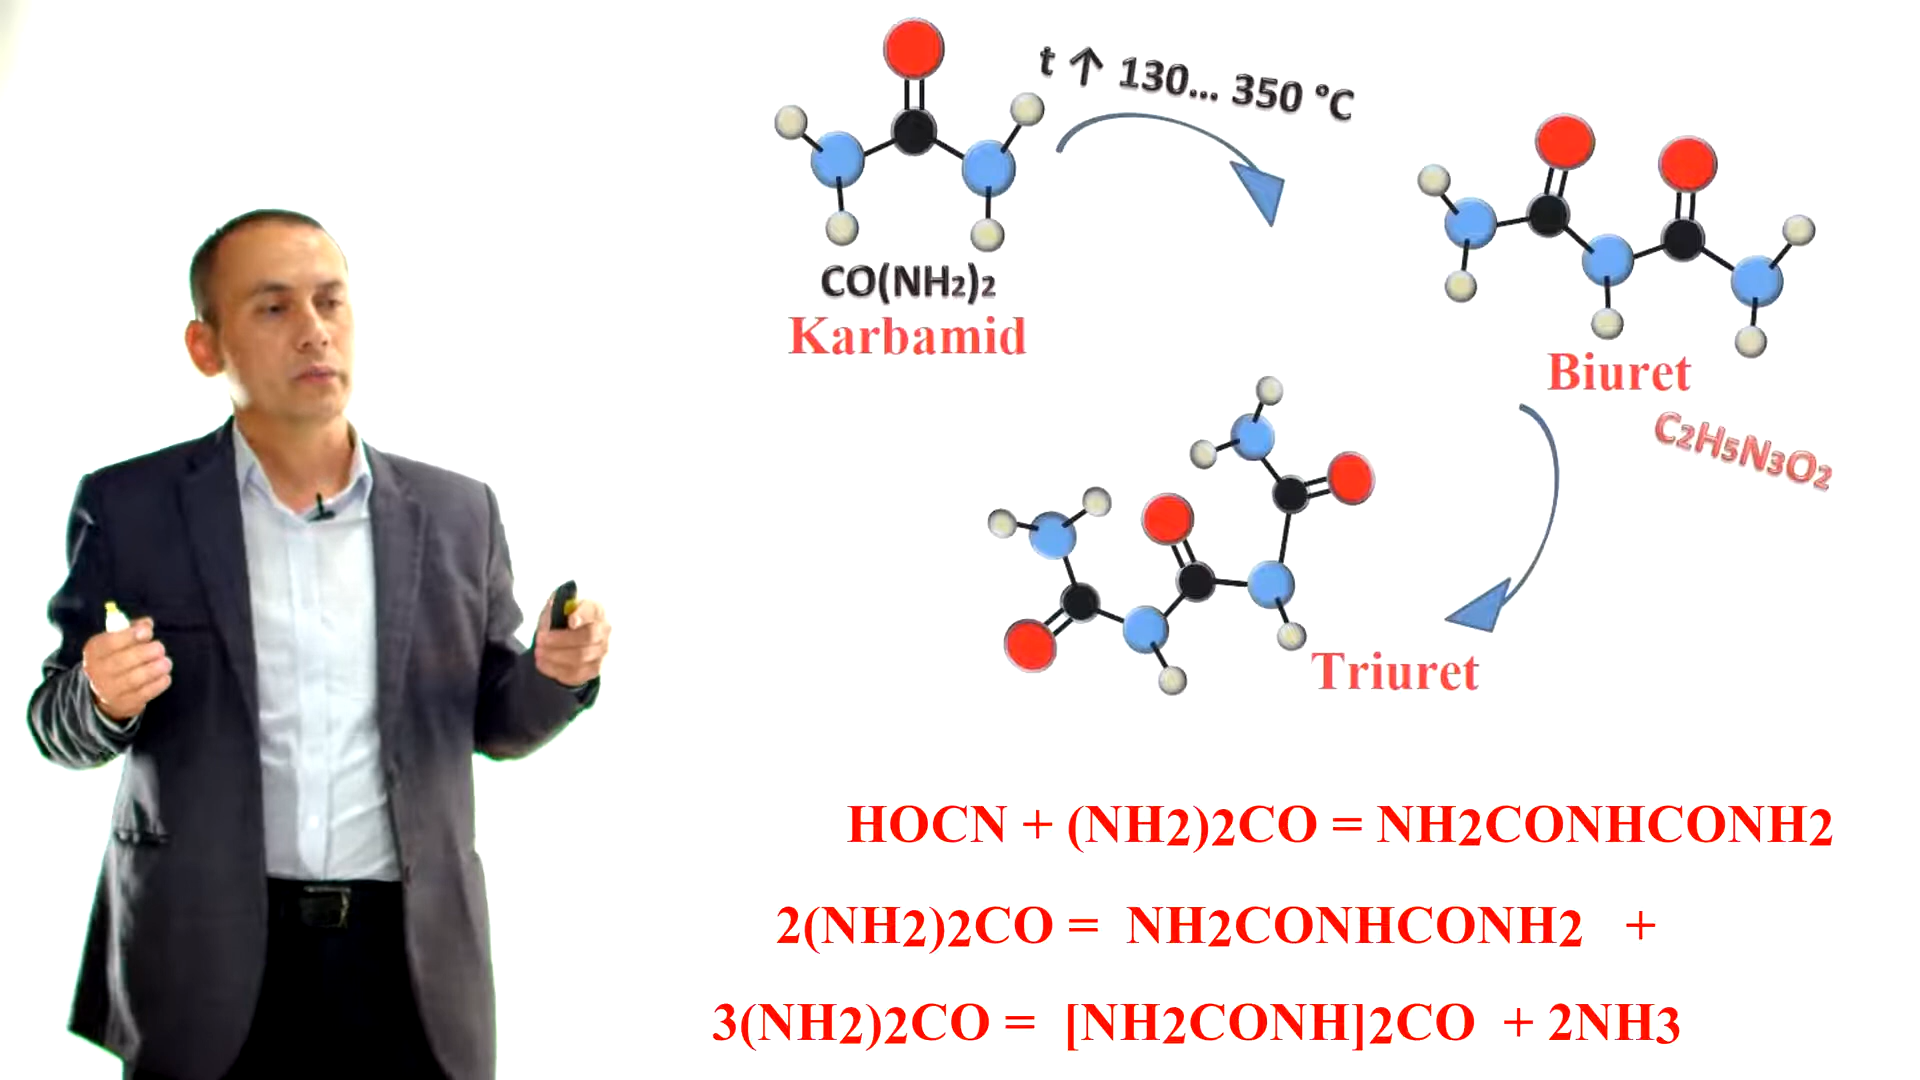 t ↑ 130... 350 °C
CO(NH2)2
Karbamid
Biuret
C2H5N3O2
Triuret
HOCN + (NH2)2CO = NH2CONHCONH2
2(NH2)2CO = NH2CONHCONH2 +
3(NH2)2CO = [NH2CONH]2CO + 2NH3